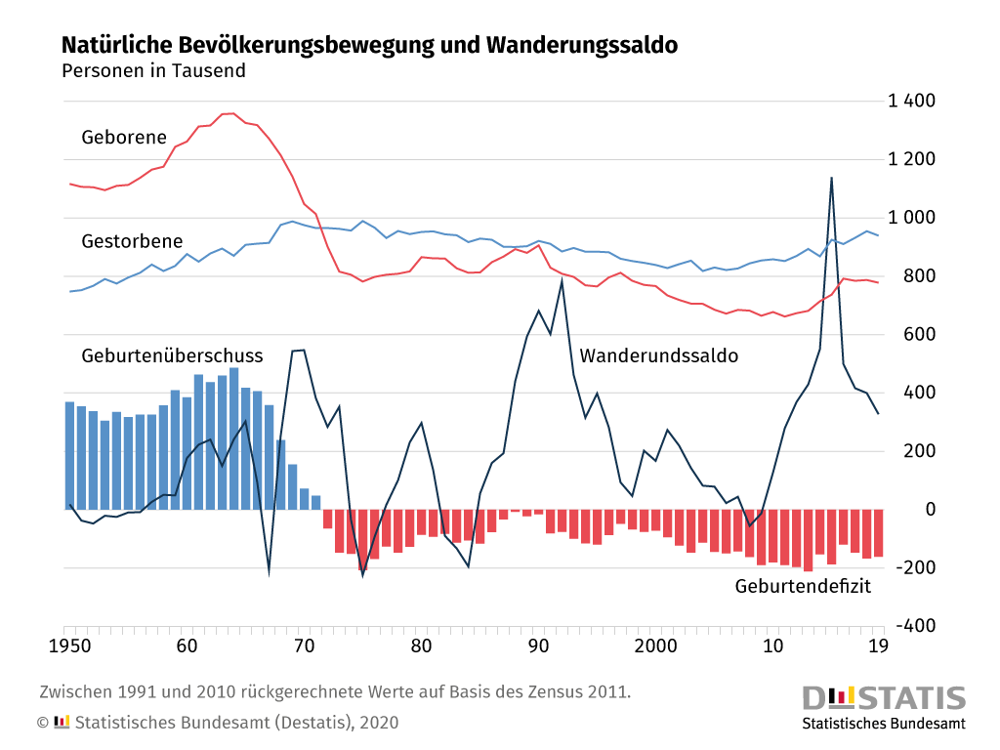 Natürliche Bevölkerungsbewegung und Wanderungssaldo
Personen in Tausend
1 400
Geborene
1 200
1 000
Gestorbene
800
600
Geburtenüberschuss
Wanderundssaldo
400
200
0
-200
Geburtendefizit
-400
1950 60 70 80 90 2000 10 19
Zwischen 1991 und 2010 rückgerechnete Werte auf Basis des Zensus 2011.
© Statistisches Bundesamt (Destatis), 2020
DESTATIS
Statistisches Bundesamt